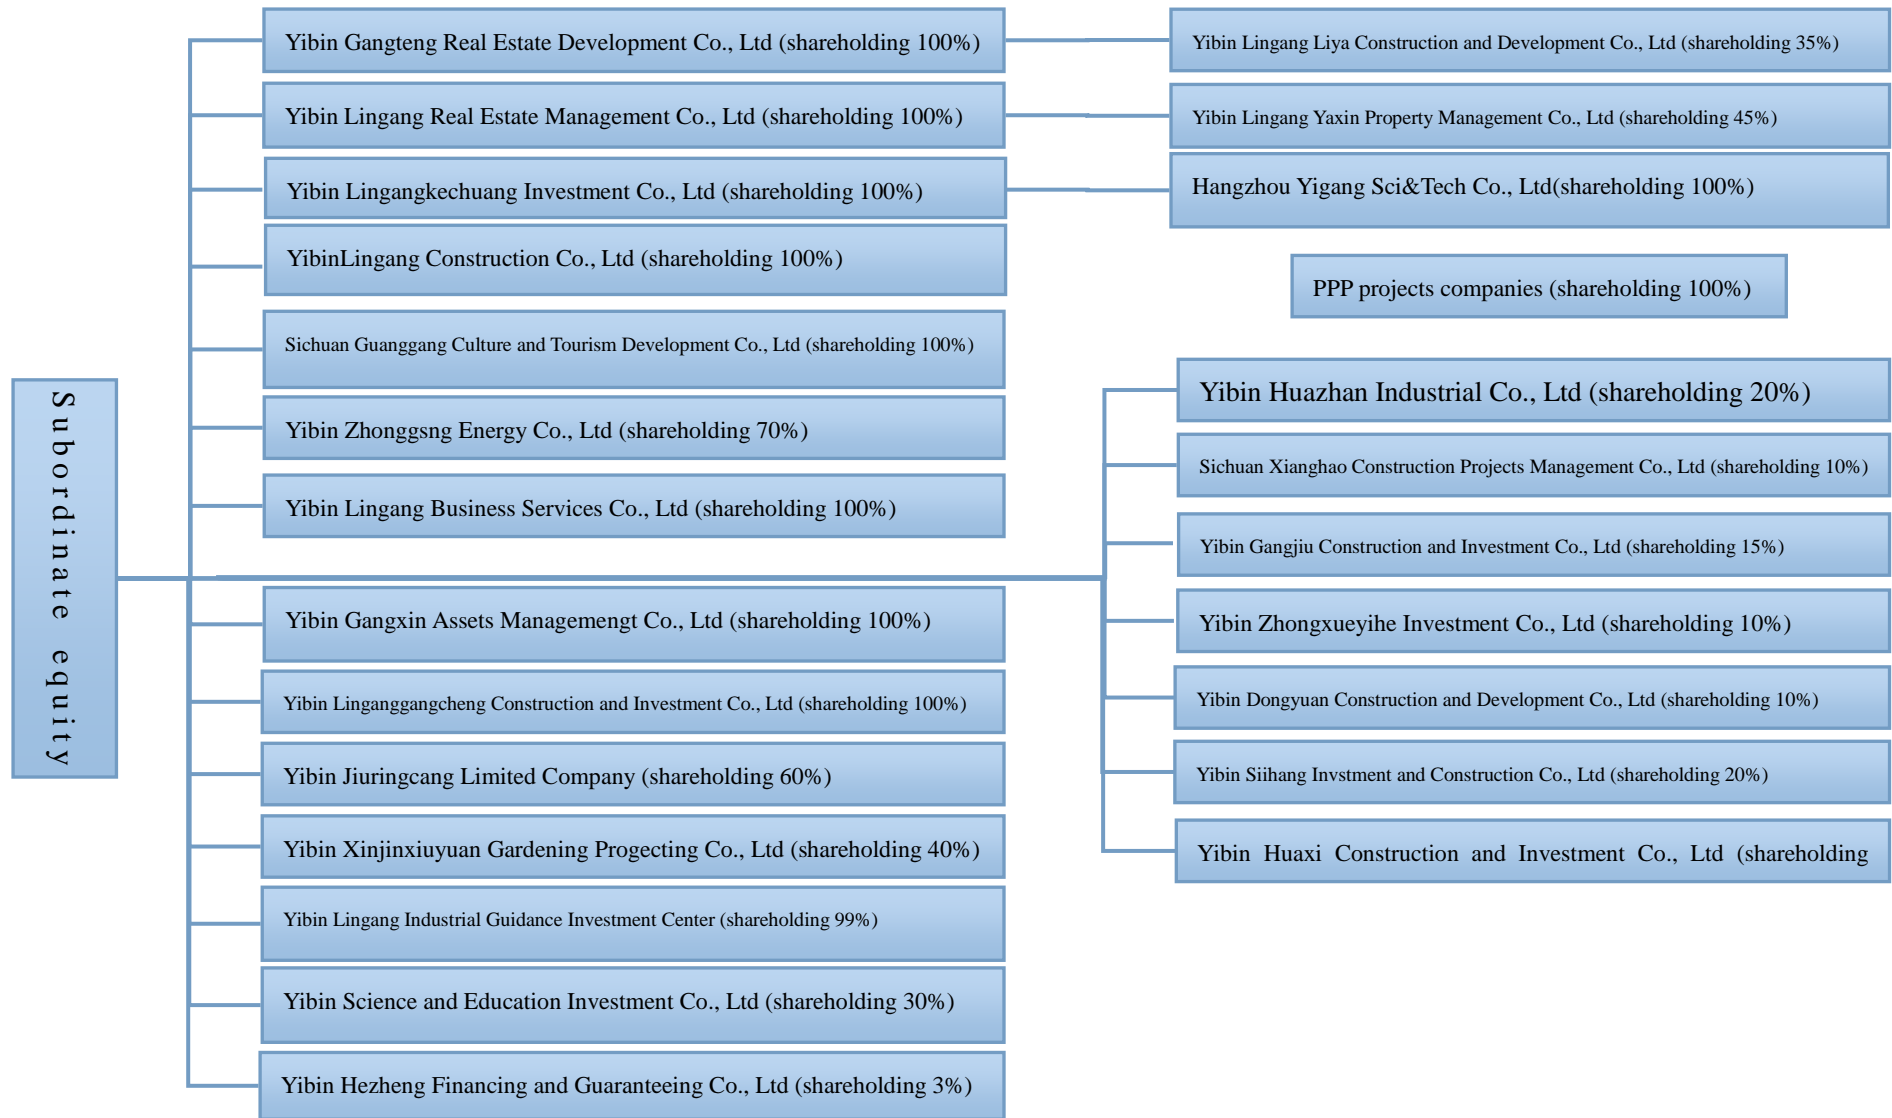 Subordinate equity
Yibin Gangteng Real Estate Development Co., Ltd (shareholding 100%)
Yibin Lingang Real Estate Management Co., Ltd (shareholding 100%)
Yibin Lingangkechuang Investment Co., Ltd (shareholding 100%)
YibinLingang Construction Co., Ltd (shareholding 100%)
Sichuan Guanggang Culture and Tourism Development Co., Ltd (shareholding 100%)
Yibin Zhonggsng Energy Co., Ltd (shareholding 70%)
Yibin Lingang Business Services Co., Ltd (shareholding 100%)
Yibin Gangxin Assets Managemengt Co., Ltd (shareholding 100%)
Yibin Linganggangcheng Construction and Investment Co., Ltd (shareholding 100%)
Yibin Jiuringcang Limited Company (shareholding 60%)
Yibin Xinjinxiuyuan Gardening Progecting Co., Ltd (shareholding 40%)
Yibin Lingang Industrial Guidance Investment Center (shareholding 99%)
Yibin Science and Education Investment Co., Ltd (shareholding 30%)
Yibin Hezheng Financing and Guaranteeing Co., Ltd (shareholding 3%)
Yibin Lingang Liya Construction and Development Co., Ltd (shareholding 35%)
Yibin Lingang Yaxin Property Management Co., Ltd (shareholding 45%)
Hangzhou Yigang Sci&Tech Co., Ltd(shareholding 100%)
PPP projects companies (shareholding 100%)
Yibin Huazhan Industrial Co., Ltd (shareholding 20%)
Sichuan Xianghao Construction Projects Management Co., Ltd (shareholding 10%)
Yibin Gangjiu Construction and Investment Co., Ltd (shareholding 15%)
Yibin Zhongxueyihe Investment Co., Ltd (shareholding 10%)
Yibin Dongyuan Construction and Development Co., Ltd (shareholding 10%)
Yibin Siihang Invstment and Construction Co., Ltd (shareholding 20%)
Yibin Huaxi Construction and Investment Co., Ltd (shareholding